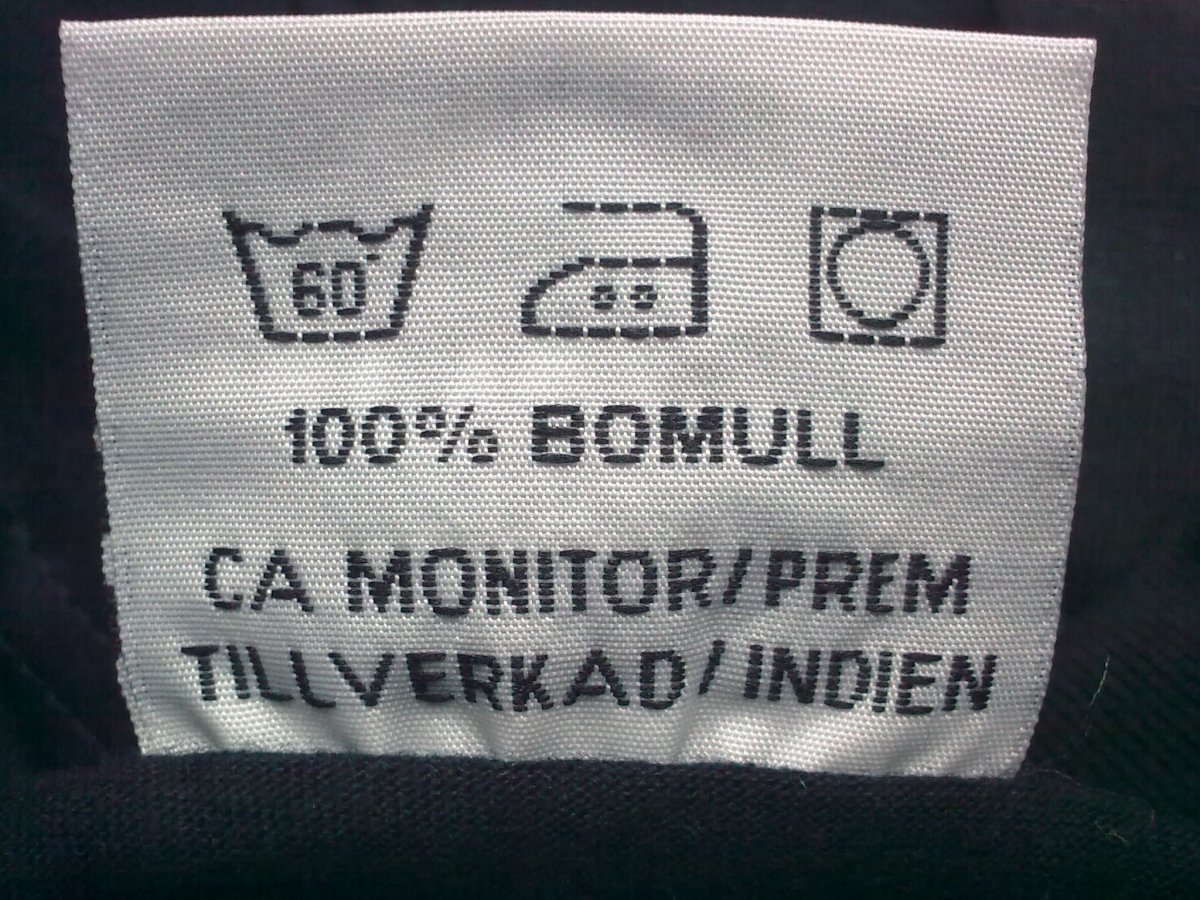 60°
100% BOMULL
CA MONITOR/PREM
TILLVERKAD/INDIEN